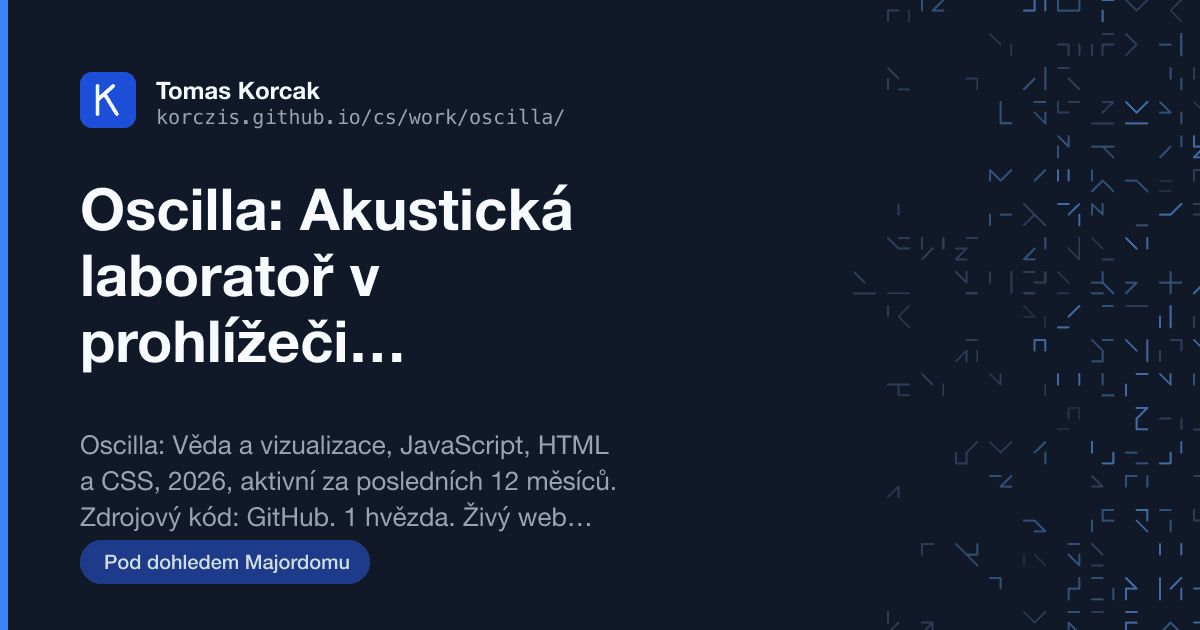 K
Tomas Korcak
korczis.github.io/cs/work/oscilla/
Oscilla: Akustická
laboratoř v
prohlížeči…
Oscilla: Věda a vizualizace, JavaScript, HTML
a CSS, 2026, aktivní za posledních 12 měsíců.
Zdrojový kód: GitHub. 1 hvězda. Živý web…
Pod dohledem Majordomu